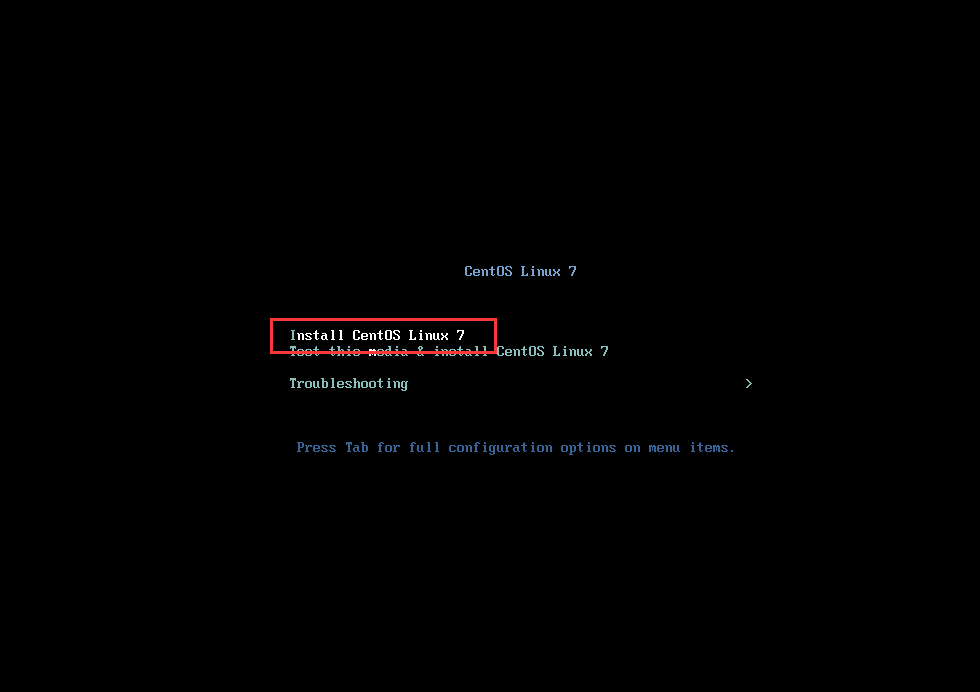 CentOS Linux 7
Install CentOS Linux 7
Test this media & install CentOS Linux 7
Troubleshooting >
Press Tab for full configuration options on menu items.